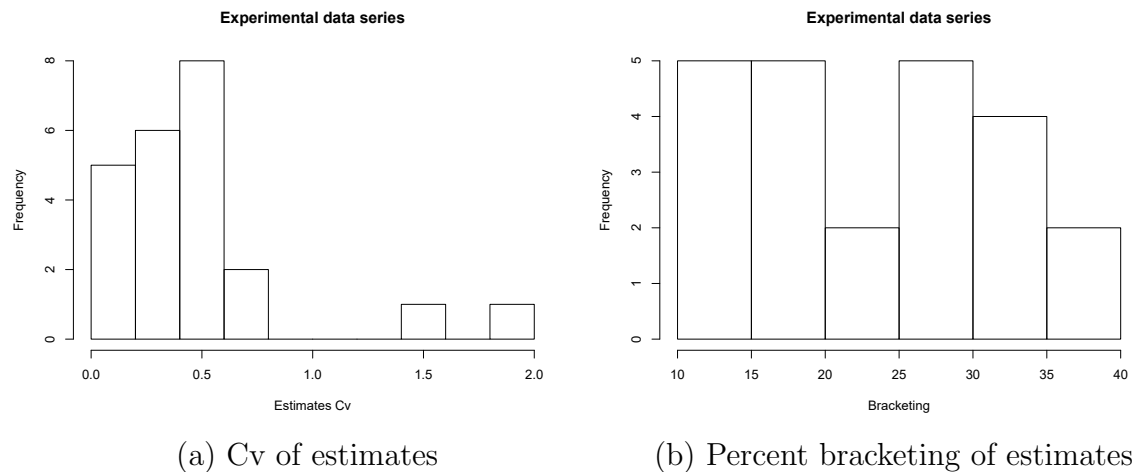 Experimental data series
Frequency
8
6
4
2
0
0.0 0.5 1.0 1.5 2.0
Estimates Cv
(a) Cv of estimates
Experimental data series
Frequency
5
4
3
2
1
0
10 15 20 25 30 35 40
Bracketing
(b) Percent bracketing of estimates